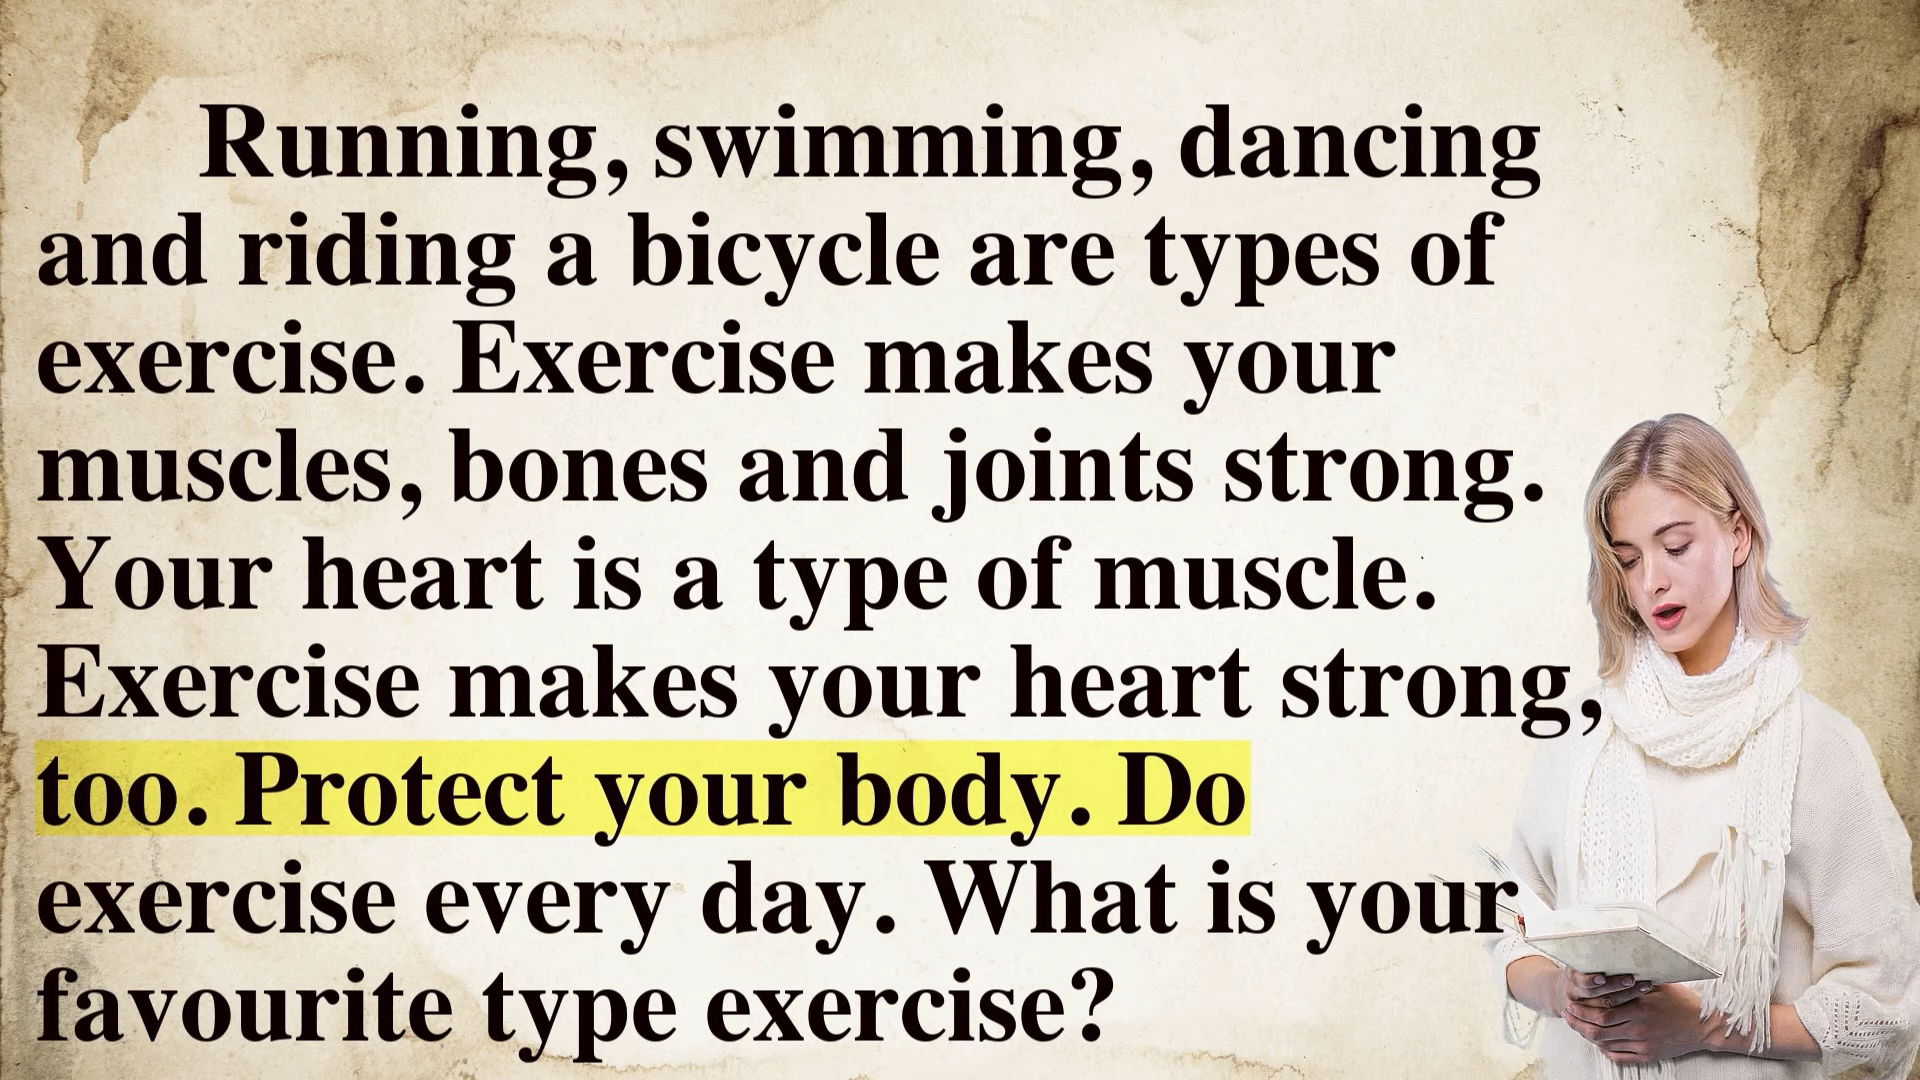 Running, swimming, dancing
and riding a bicycle are types of
exercise. Exercise makes your
muscles, bones and joints strong.
Your heart is a type of muscle.
Exercise makes your heart strong,
too. Protect your body. Do
exercise every day. What is your
favourite type exercise?